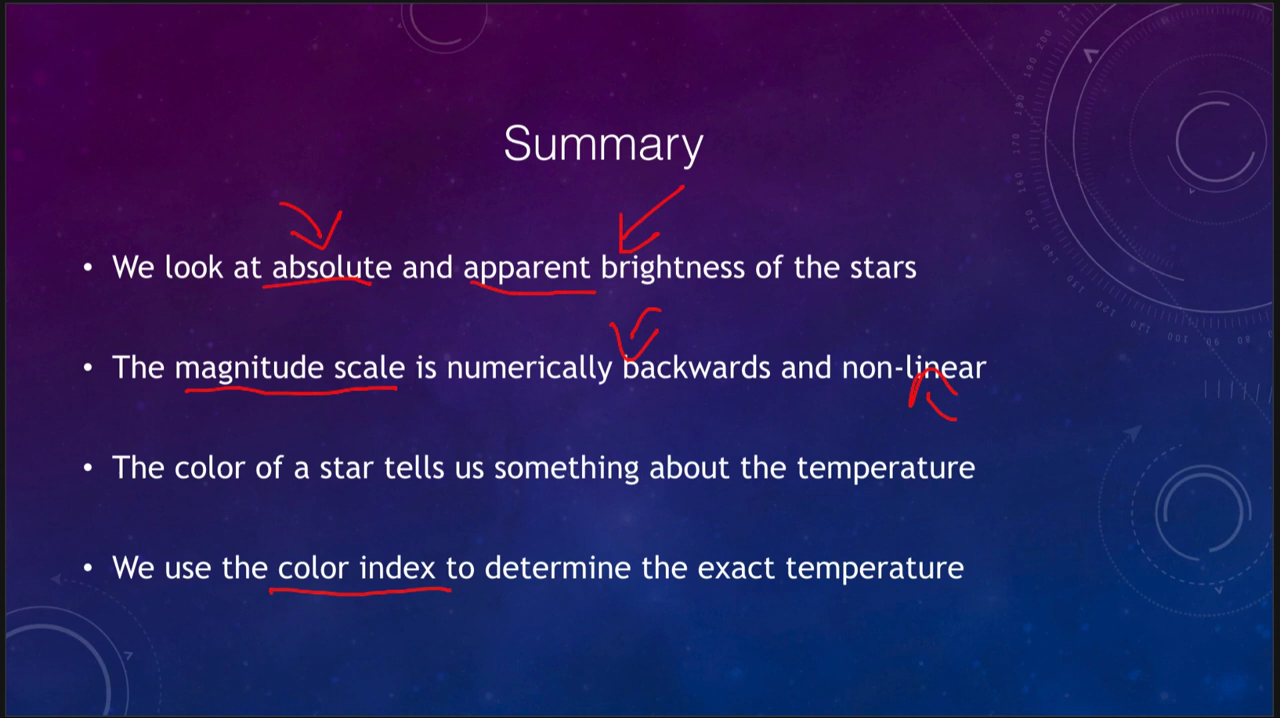 Summary
• We look at absolute and apparent brightness of the stars
• The magnitude scale is numerically backwards and non-linear
• The color of a star tells us something about the temperature
• We use the color index to determine the exact temperature